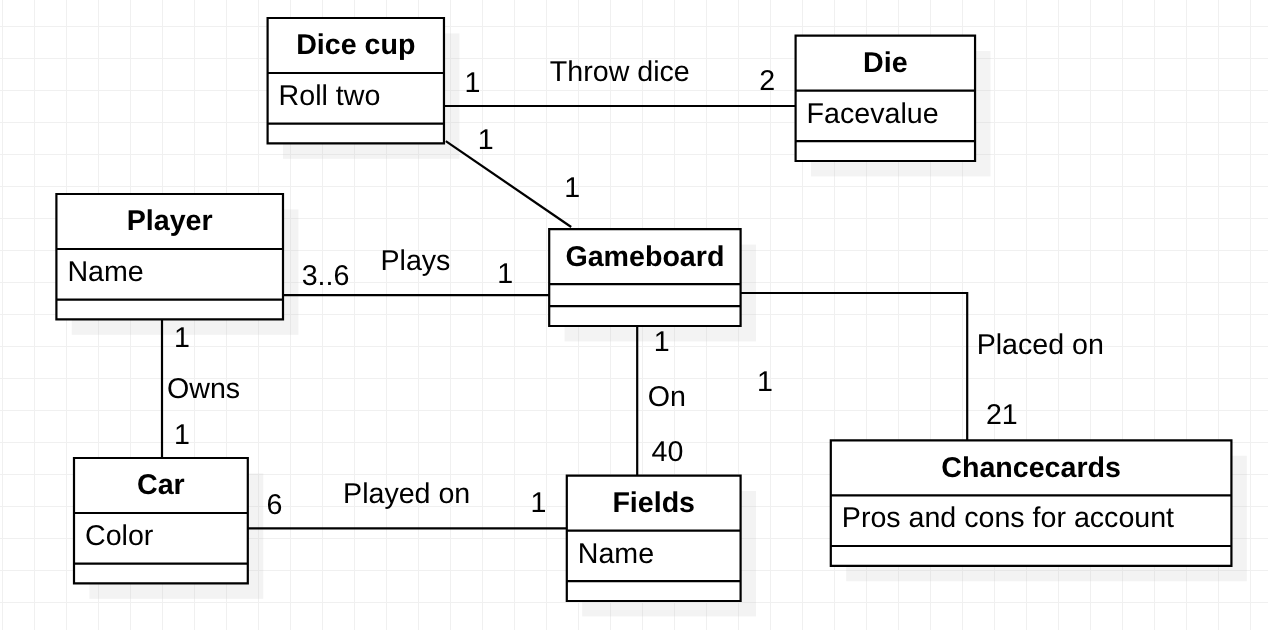 Dice cup
Roll two
1
Throw dice
2
Die
Facevalue
1
1
Player
Name
3..6
Plays
1
Gameboard
1
Owns
1
1
On
40
1
Placed on
21
Car
Color
6
Played on
1
Fields
Name
Chancecards
Pros and cons for account